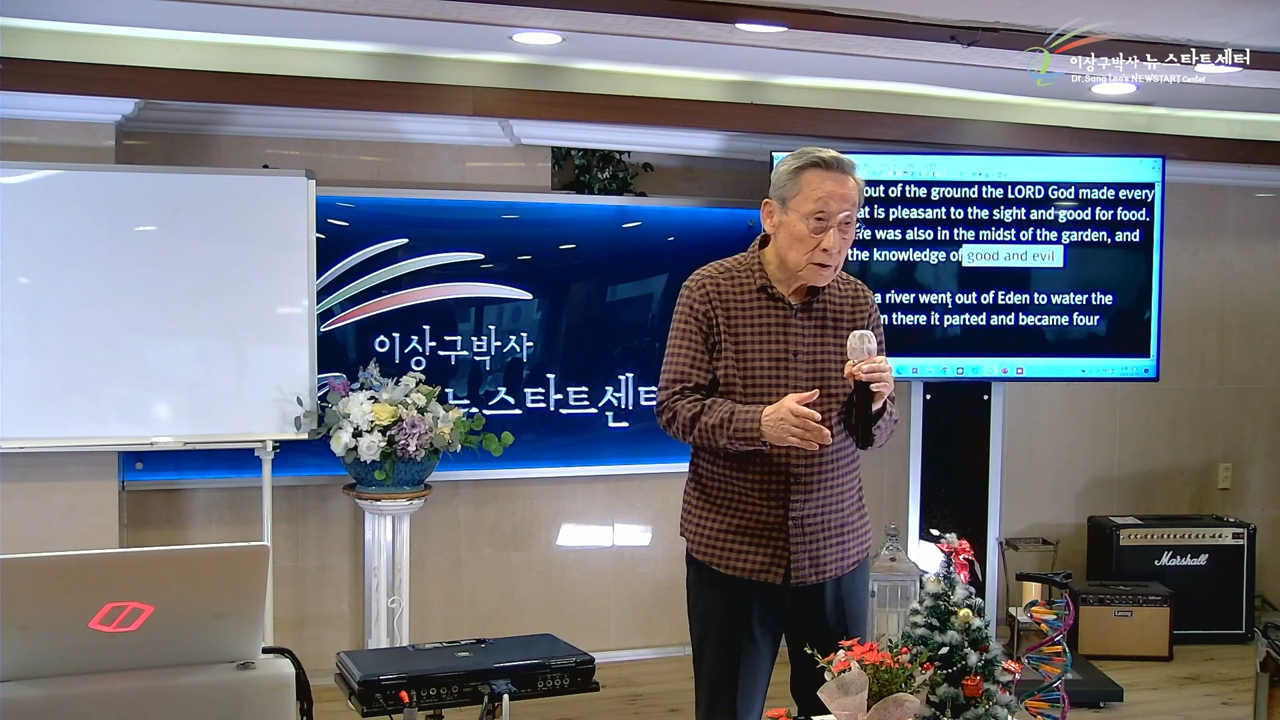 이상구박사 뉴스타트센터
Dr. Sang Lee's NEWSTART Center
out of the ground the LORD God made every
at is pleasant to the sight and good for food.
ere was also in the midst of the garden, and
the knowledge of good and evil
a river went out of Eden to water the
m there it parted and became four
이상구박사
뉴스타트센터
Marshall
Laney